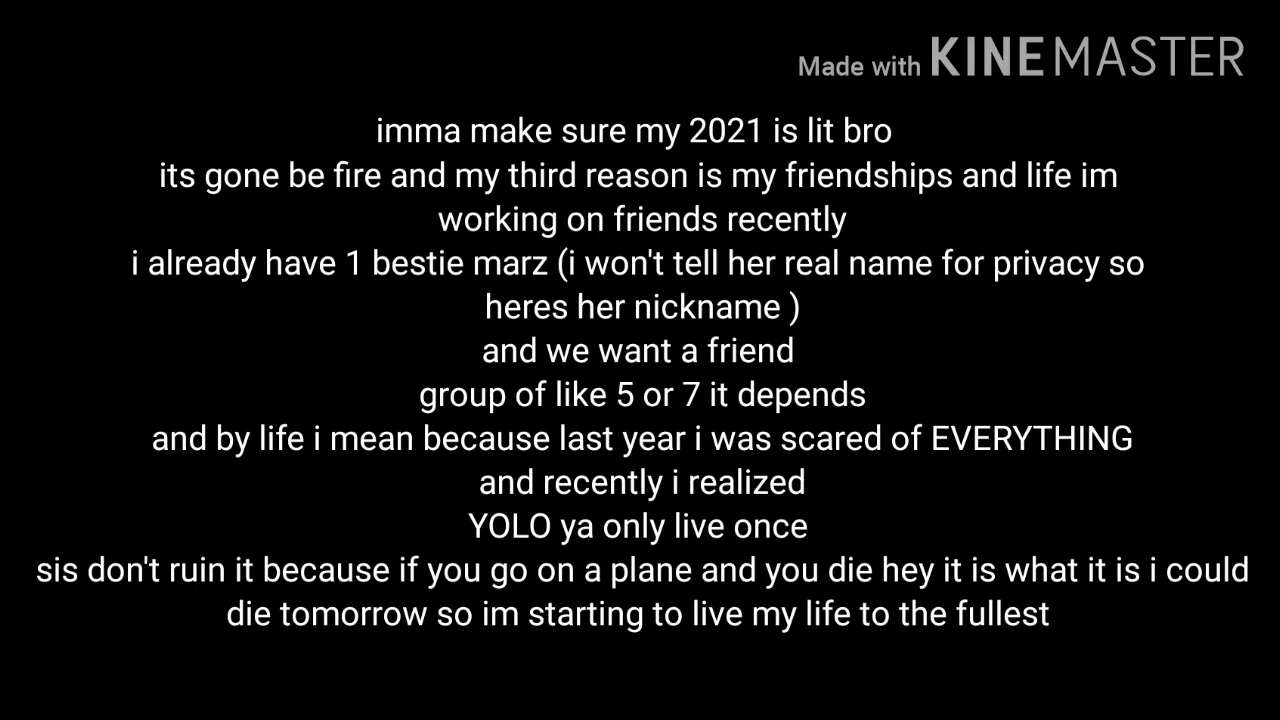 Made with KINEMASTER
imma make sure my 2021 is lit bro
its gone be fire and my third reason is my friendships and life im
working on friends recently
i already have 1 bestie marz (i won't tell her real name for privacy so
heres her nickname )
and we want a friend
group of like 5 or 7 it depends
and by life i mean because last year i was scared of EVERYTHING
and recently i realized
YOLO ya only live once
sis don't ruin it because if you go on a plane and you die hey it is what it is i could
die tomorrow so im starting to live my life to the fullest